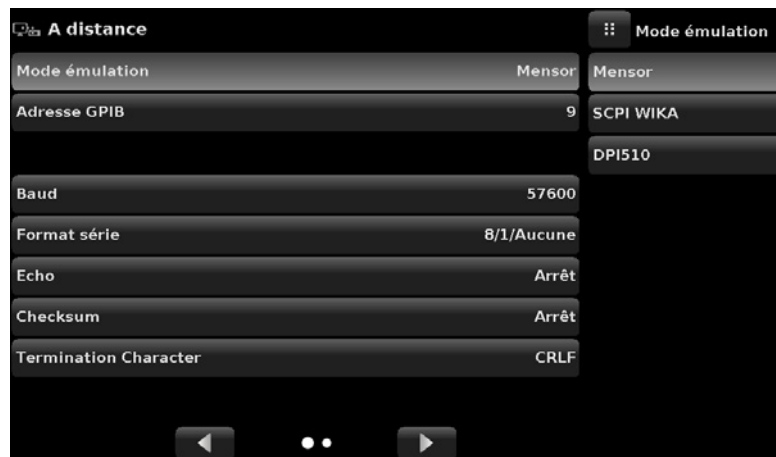 A distance
Mode émulation Mensor
Adresse GPIB 9
Baud 57600
Format série 8/1/Aucune
Echo Arrêt
Checksum Arrêt
Termination Character CRLF
Mode émulation
Mensor
SCPI WIKA
DPI510